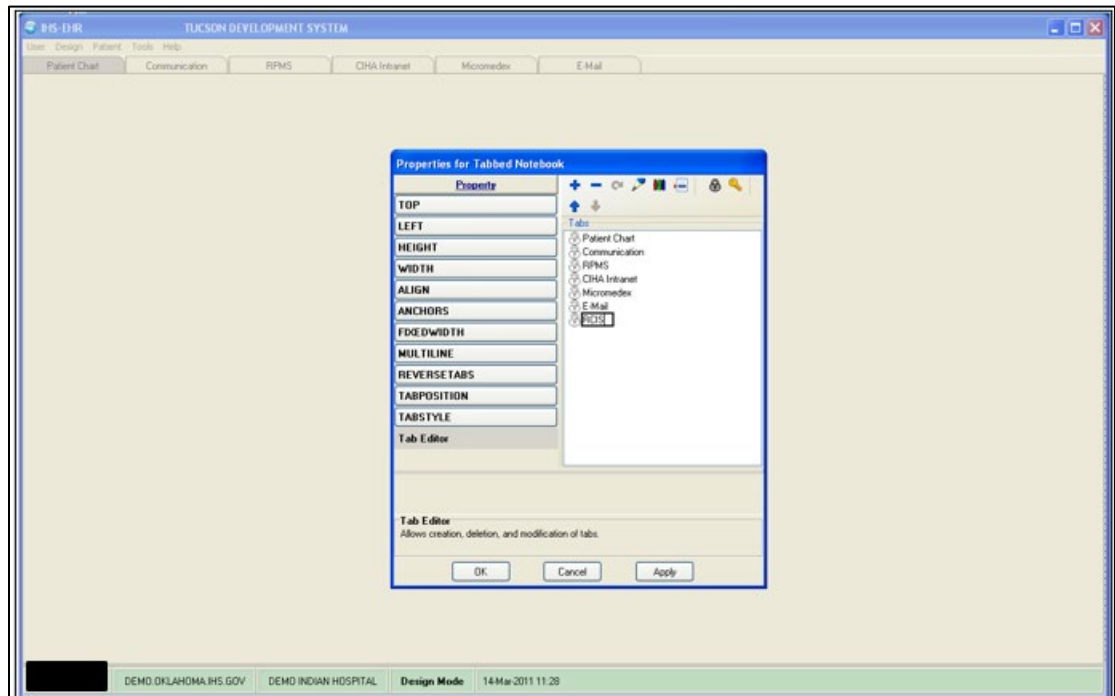 IHS-EHR TUCSON DEVELOPMENT SYSTEM
User Design Patient Tools Help
Patient Chart Communication RPMS CIHA Intranet Micromedex E-Mail
Properties for Tabbed Notebook
Property
TOP
LEFT
HEIGHT
WIDTH
ALIGN
ANCHORS
FIXEDWIDTH
MULTILINE
REVERSETABS
TABPOSITION
TABSTYLE
Tab Editor
Tabs
Patient Chart
Communication
RPMS
CIHA Intranet
Micromedex
E-Mail
RCIS
Tab Editor
Allows creation, deletion, and modification of tabs.
OK Cancel Apply
DEMO.OKLAHOMA.IHS.GOV DEMO INDIAN HOSPITAL Design Mode 14-Mar-2011 11:28